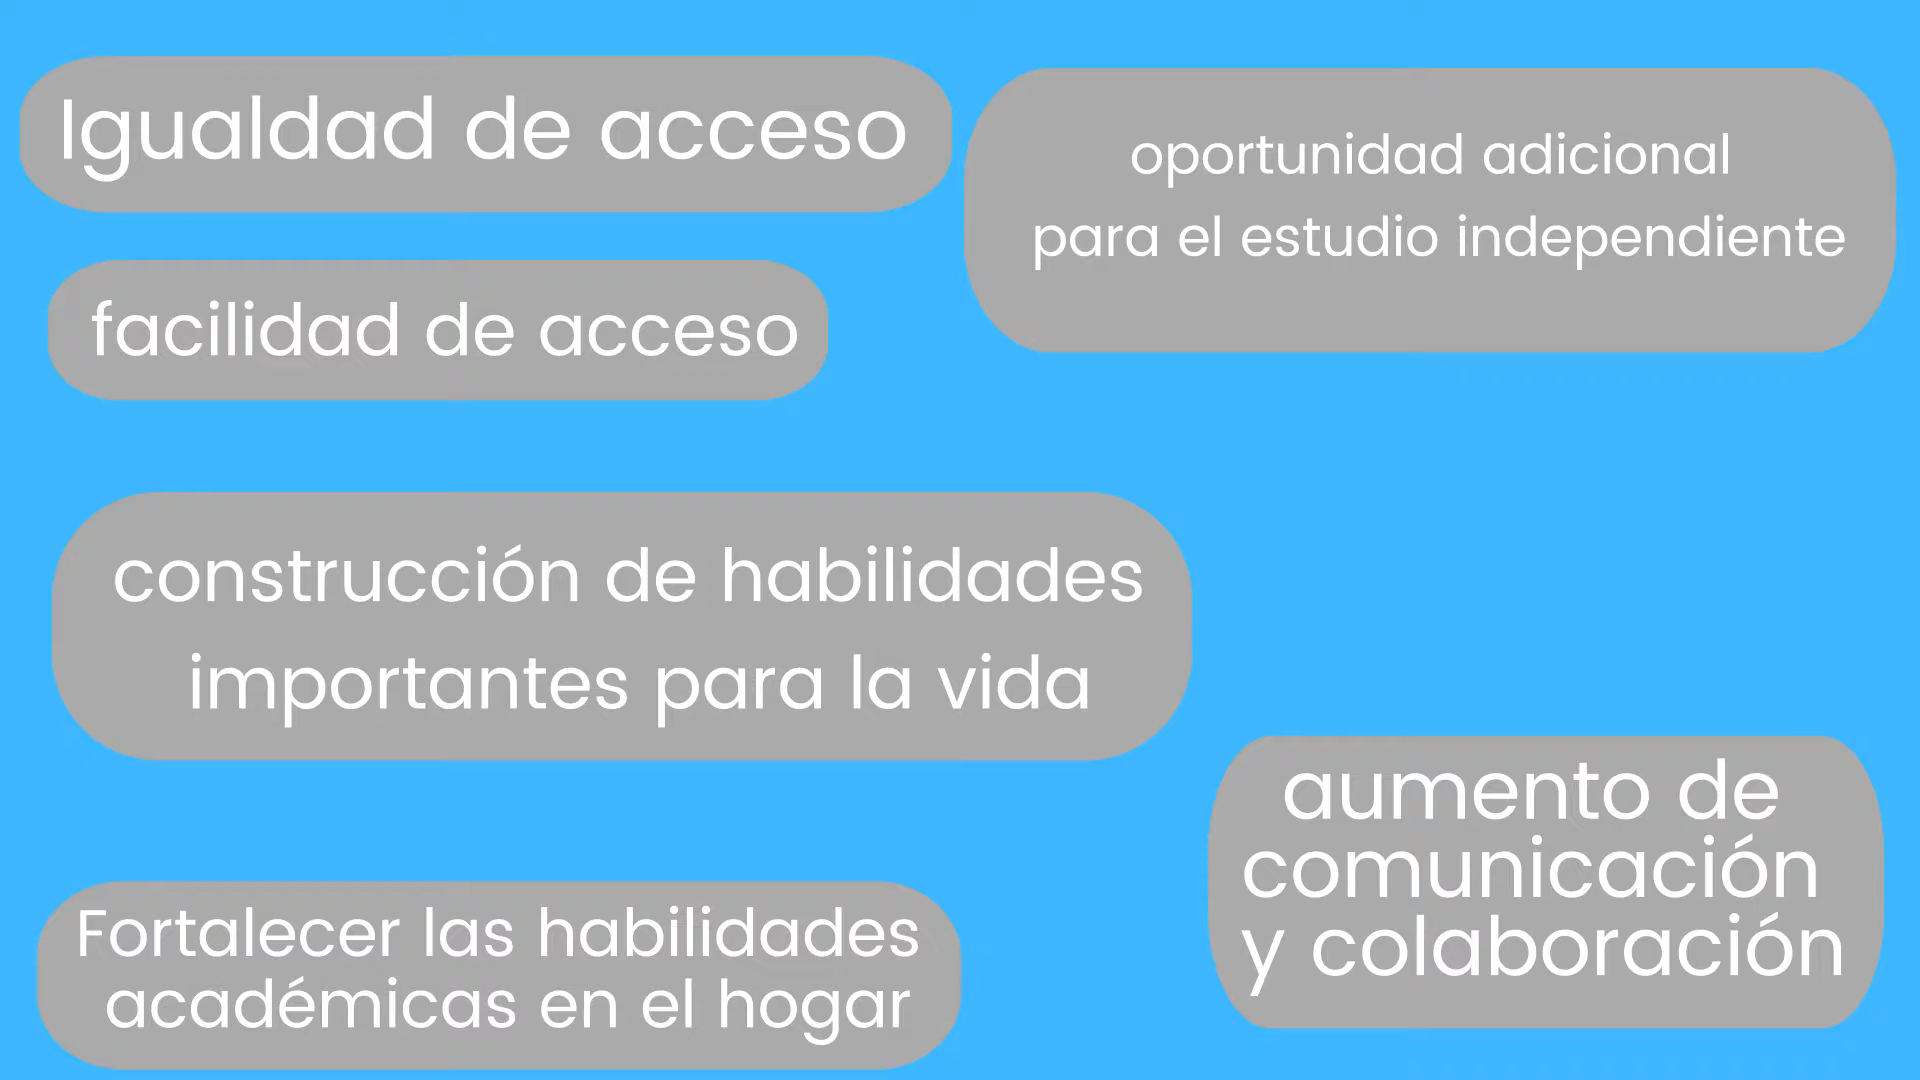 Igualdad de acceso
oportunidad adicional
para el estudio independiente
facilidad de acceso
construcción de habilidades
importantes para la vida
aumento de
comunicación
y colaboración
Fortalecer las habilidades
académicas en el hogar